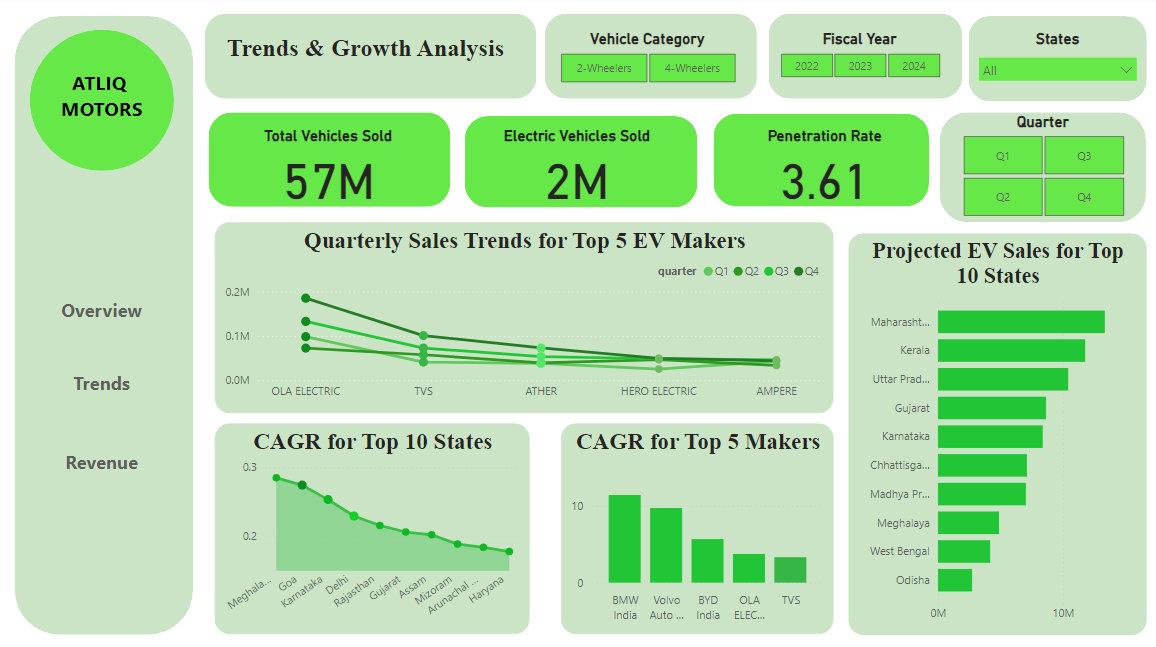 ATLIQ
MOTORS
Overview
Trends
Revenue
Trends & Growth Analysis
Vehicle Category
2-Wheelers 4-Wheelers
Fiscal Year
2022 2023 2024
States
All
Total Vehicles Sold
57M
Electric Vehicles Sold
2M
Penetration Rate
3.61
Quarter
Q1 Q3
Q2 Q4
Quarterly Sales Trends for Top 5 EV Makers
quarter Q1 Q2 Q3 Q4
0.2M
0.1M
0.0M
OLA ELECTRIC TVS ATHER HERO ELECTRIC AMPERE
CAGR for Top 10 States
0.3
0.2
Meghala... Goa Karnataka Delhi Rajasthan Gujarat Assam Mizoram Arunachal ... Haryana
CAGR for Top 5 Makers
10
0
BMW Volvo BYD OLA TVS
India Auto ... India ELEC...
Projected EV Sales for Top
10 States
Maharasht...
Kerala
Uttar Prad...
Gujarat
Karnataka
Chhattisga...
Madhya Pr...
Meghalaya
West Bengal
Odisha
0M 10M